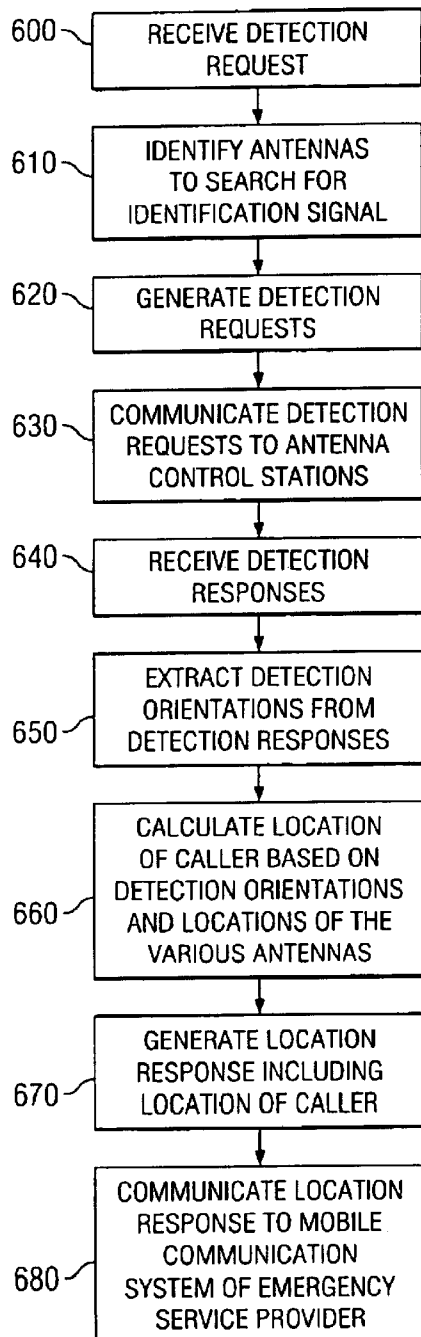 600
RECEIVE DETECTION
REQUEST
610
IDENTIFY ANTENNAS
TO SEARCH FOR
IDENTIFICATION SIGNAL
620
GENERATE DETECTION
REQUESTS
630
COMMUNICATE DETECTION
REQUESTS TO ANTENNA
CONTROL STATIONS
640
RECEIVE DETECTION
RESPONSES
650
EXTRACT DETECTION
ORIENTATIONS FROM
DETECTION RESPONSES
660
CALCULATE LOCATION
OF CALLER BASED ON
DETECTION ORIENTATIONS
AND LOCATIONS OF THE
VARIOUS ANTENNAS
670
GENERATE LOCATION
RESPONSE INCLUDING
LOCATION OF CALLER
680
COMMUNICATE LOCATION
RESPONSE TO MOBILE
COMMUNICATION
SYSTEM OF EMERGENCY
SERVICE PROVIDER